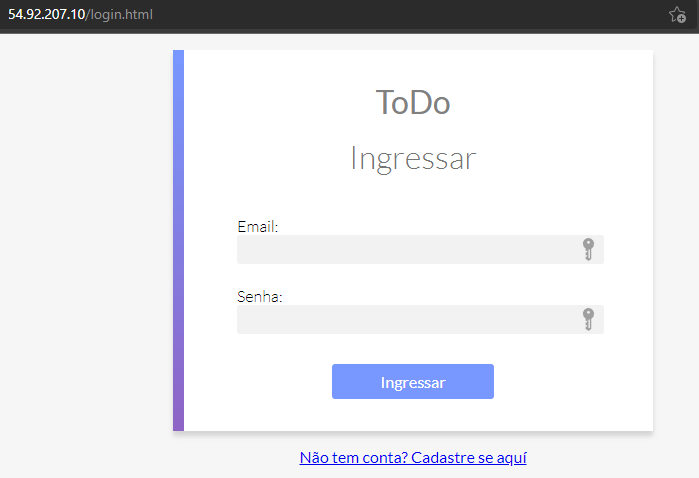 54.92.207.10/login.html
ToDo
Ingressar
Email:
Senha:
Ingressar
Não tem conta? Cadastre se aquí